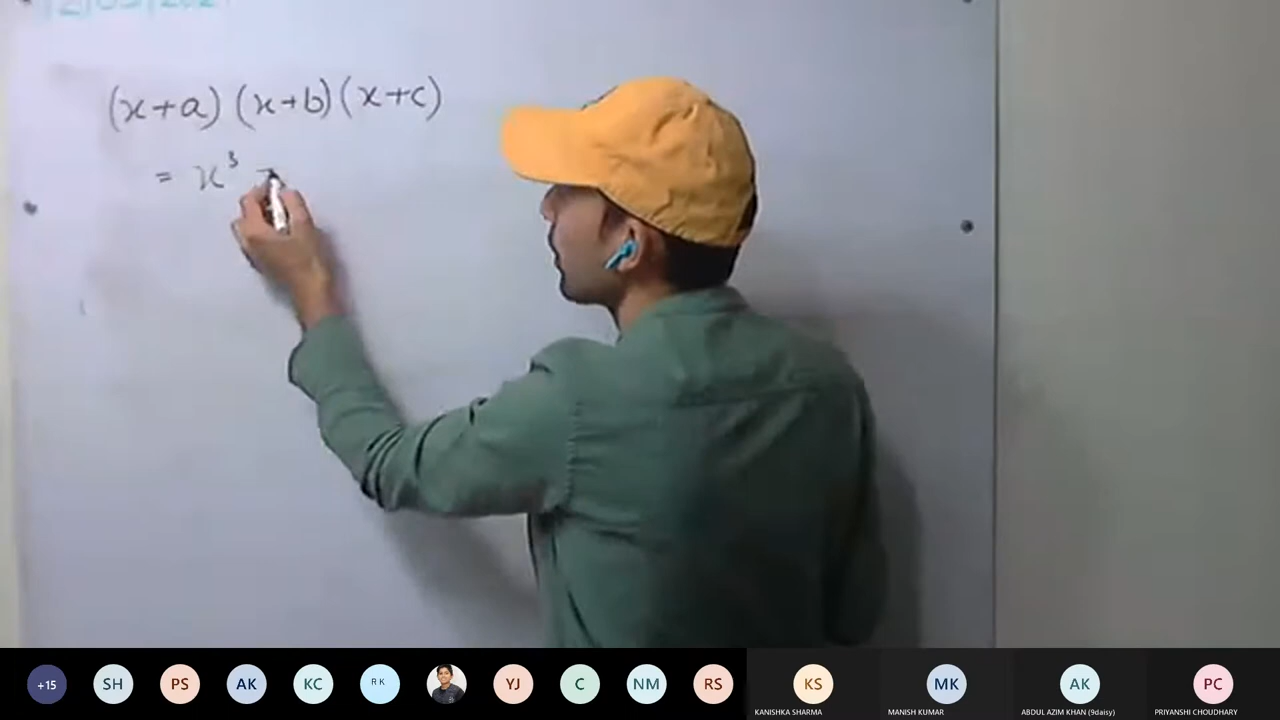 (x+a) (x+b)(x+c)
= x³
+15
SH
PS
AK
KC
R K
YJ
C
NM
RS
KS
MK
AK
PC
KANISHKA SHARMA
MANISH KUMAR
ABDUL AZIM KHAN (9daisy)
PRIYANSHI CHOUDHARY